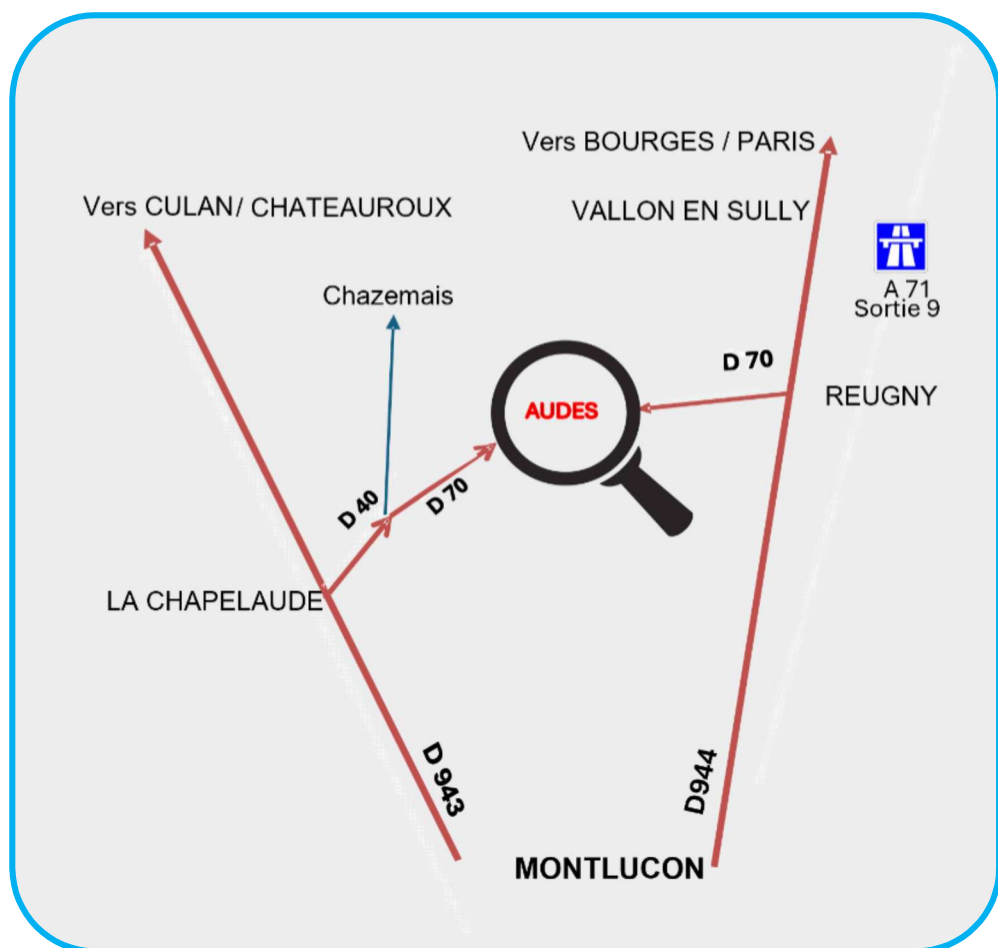 Vers BOURGES / PARIS
Vers CULAN/ CHATEAUROUX
VALLON EN SULLY
A 71
Sortie 9
Chazemais
D 70
REUGNY
AUDES
D 40
D 70
LA CHAPELAUDE
D 943
D944
MONTLUCON